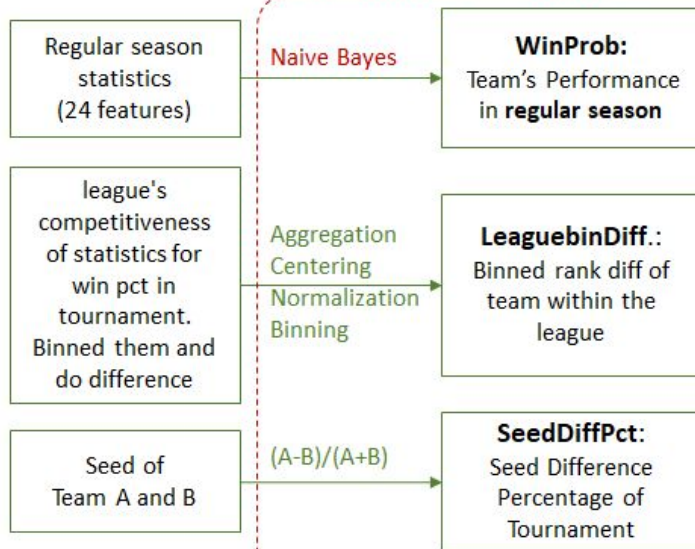 Regular season
statistics
(24 features)
Naive Bayes
WinProb:
Team's Performance
in regular season
league's
competitiveness
of statistics for
win pct in
tournament.
Binned them and
do difference
Aggregation
Centering
Normalization
Binning
LeaguebinDiff.:
Binned rank diff of
team within the
league
Seed of
Team A and B
(A-B)/(A+B)
SeedDiffPct:
Seed Difference
Percentage of
Tournament